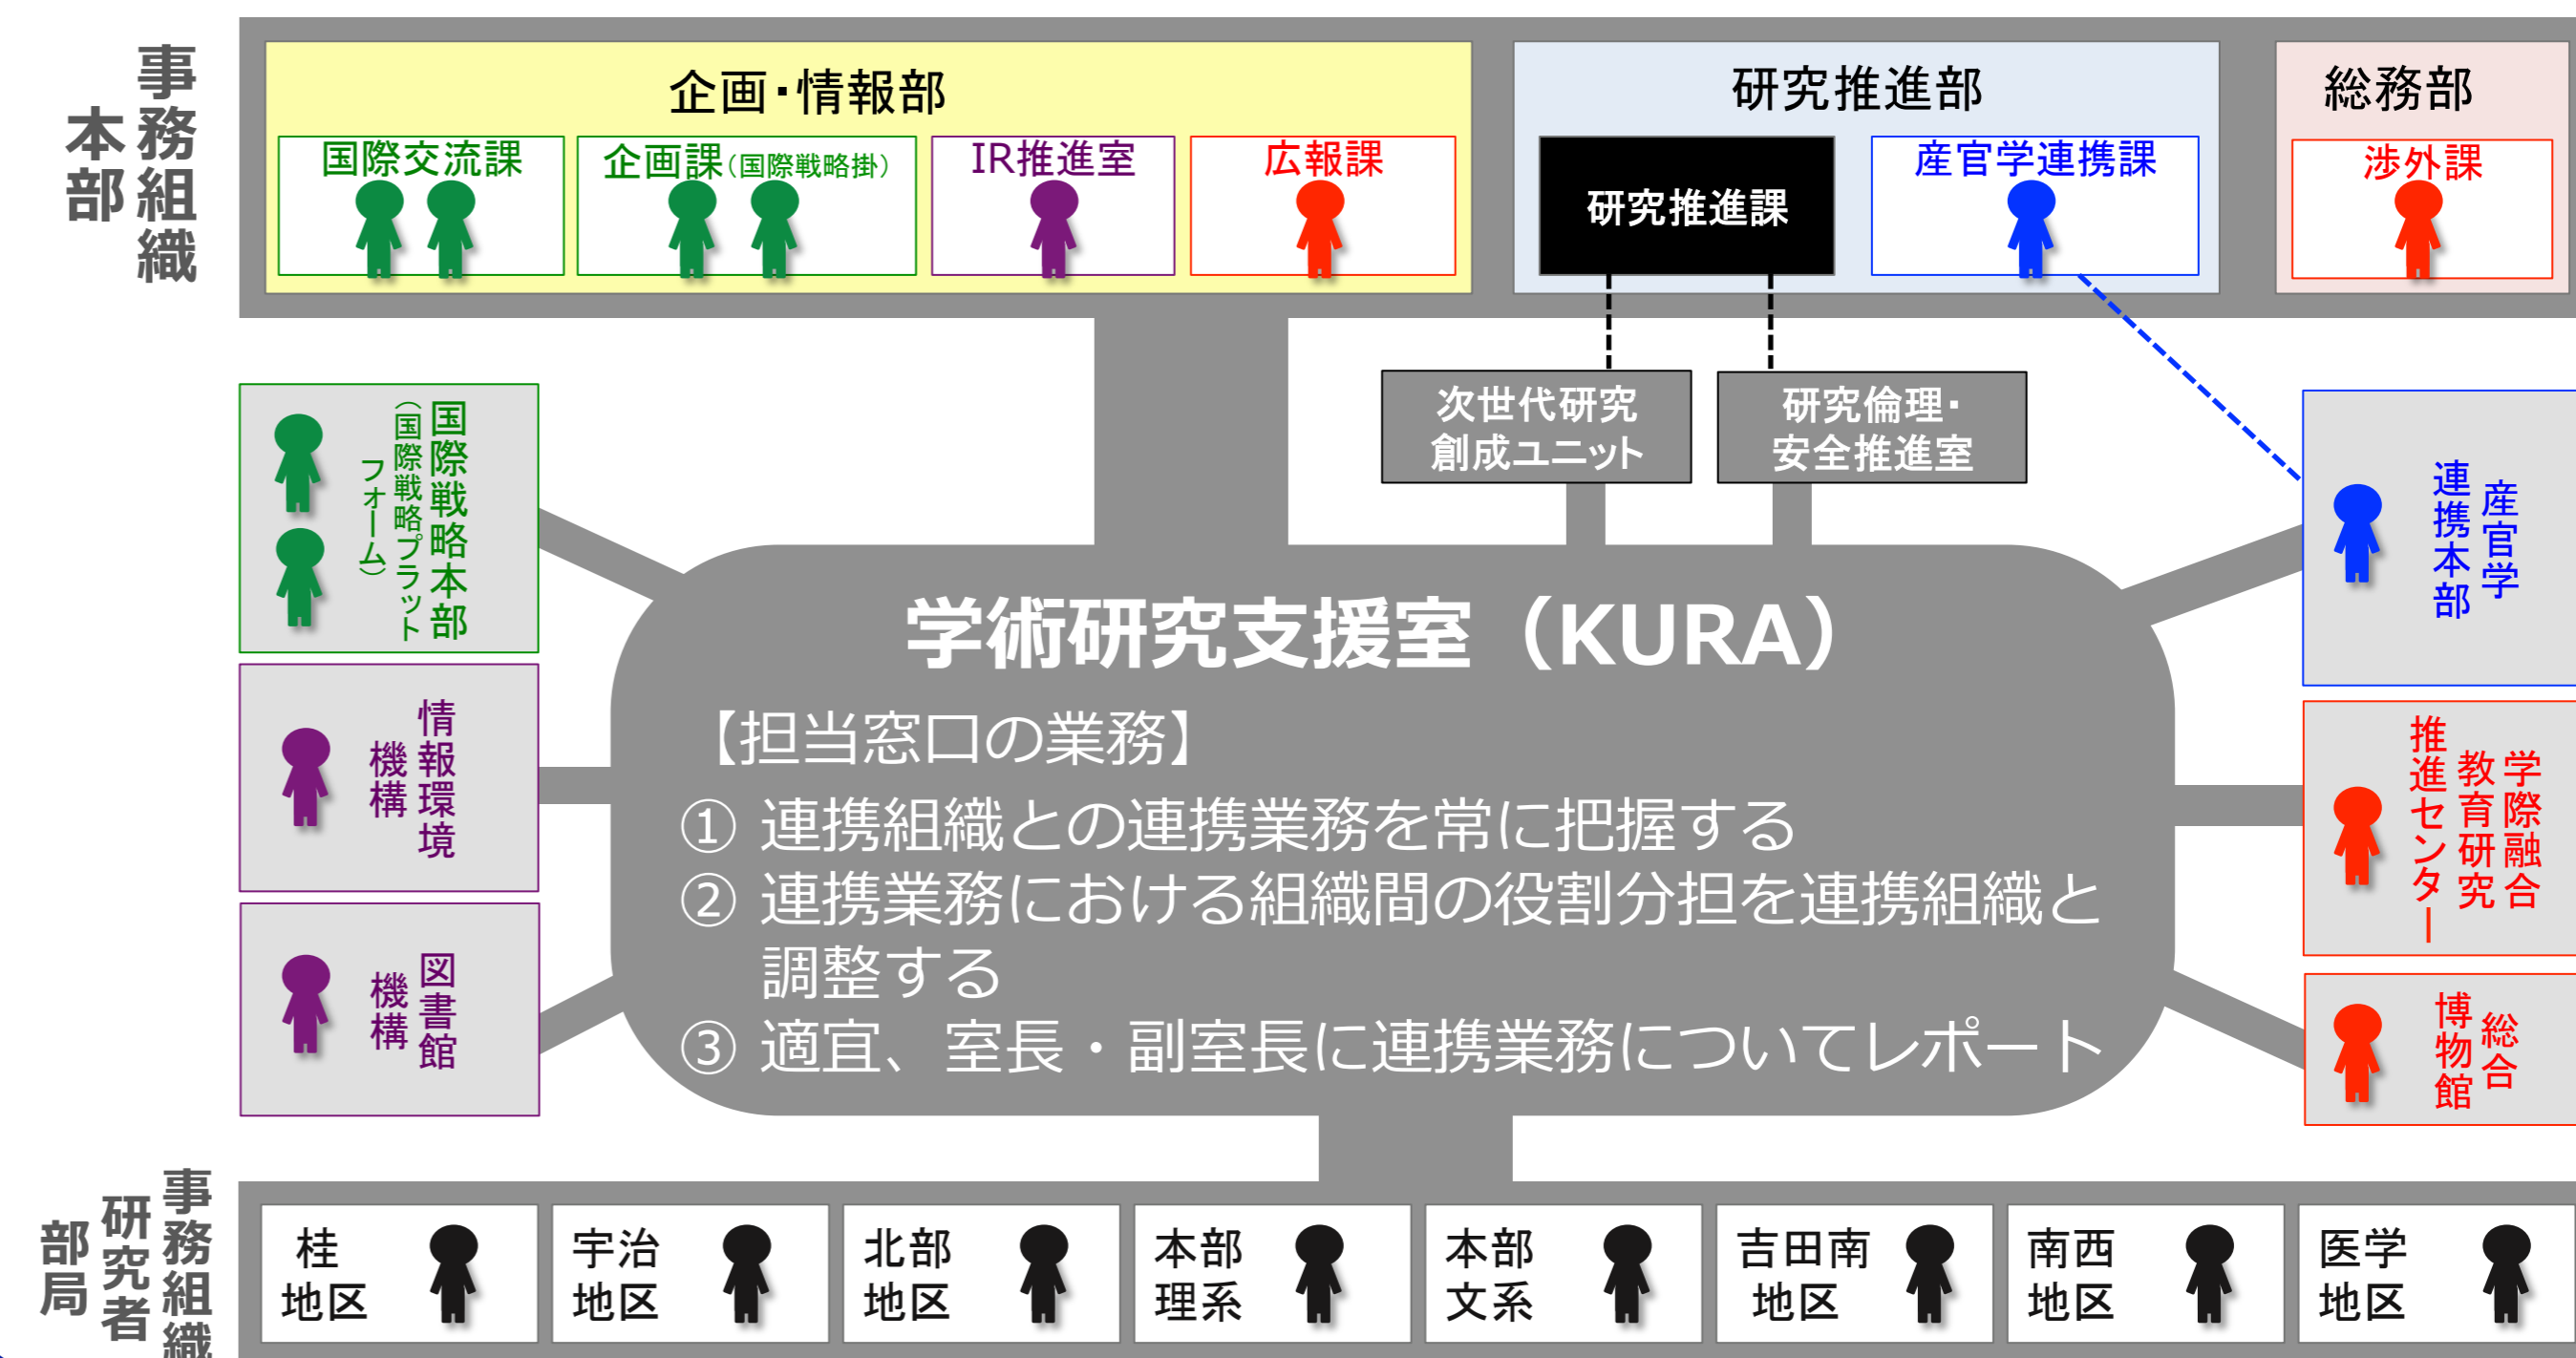 本部
事務組織
企画・情報部
国際交流課
企画課(国際戦略掛)
IR推進室
広報課
研究推進部
研究推進課
産官学連携課
総務部
渉外課
次世代研究
創成ユニット
研究倫理・
安全推進室
国際戦略本部
(国際戦略プラット
フォーム)
情報環境
機構
図書館
機構
産官学
連携本部
学際融合
教育研究
推進センター
総合
博物館
学術研究支援室（KURA）
【担当窓口の業務】
① 連携組織との連携業務を常に把握する
② 連携業務における組織間の役割分担を連携組織と
調整する
③ 適宜、室長・副室長に連携業務についてレポート
部局
研究者
事務組織
桂
地区
宇治
地区
北部
地区
本部
理系
本部
文系
吉田南
地区
南西
地区
医学
地区